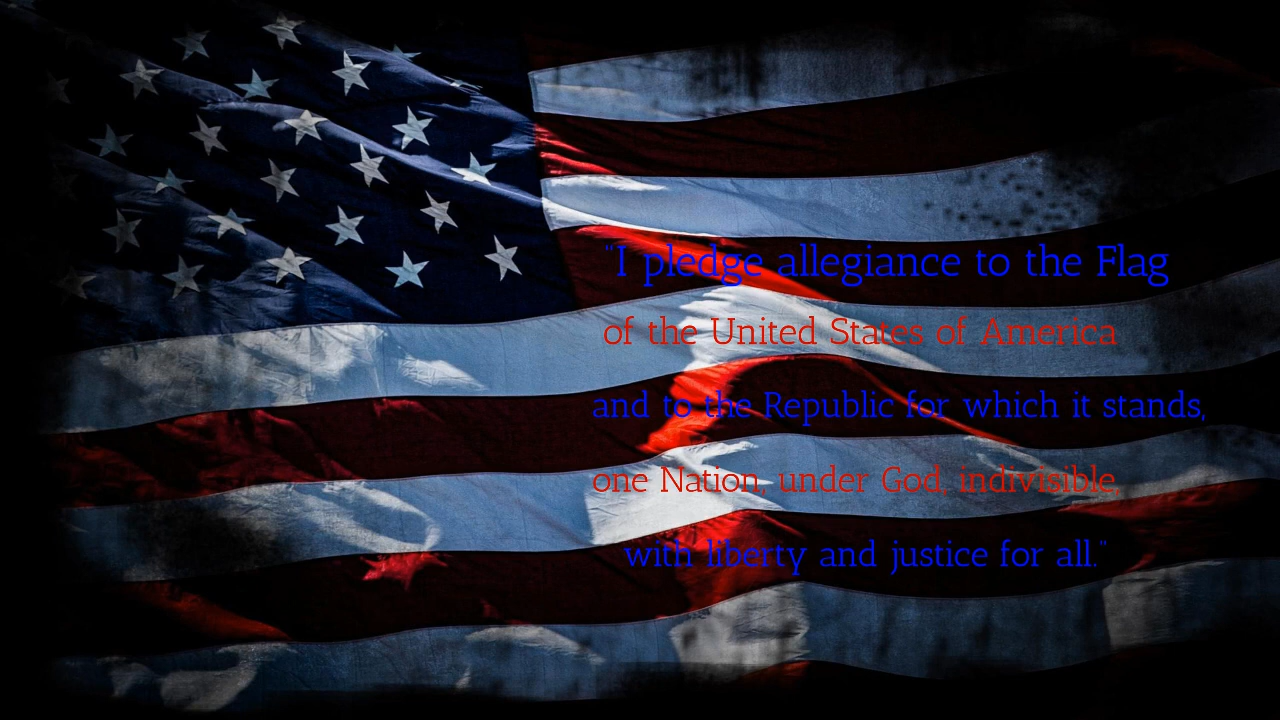 “I pledge allegiance to the Flag
of the United States of America
and to the Republic for which it stands,
one Nation, under God, indivisible,
with liberty and justice for all.”